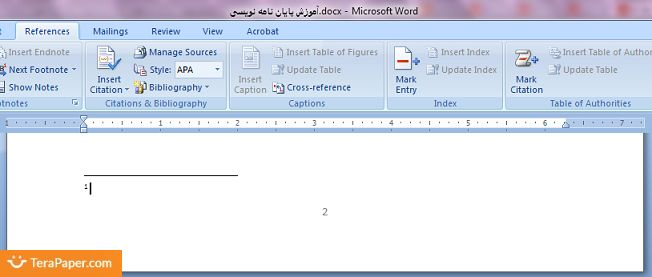 آموزش پایان نامه نویسی.docx - Microsoft Word
References Mailings Review View Acrobat
Insert Endnote
Next Footnote
Show Notes
otnotes
Insert Citation
Manage Sources
Style: APA
Bibliography
Citations & Bibliography
Insert Caption
Insert Table of Figures
Update Table
Cross-reference
Captions
Mark Entry
Insert Index
Update Index
Index
Mark Citation
Insert Table of Author
Update Table
Table of Authorities
1 1 2 3 4 5 6 7
1
2
TeraPaper.com